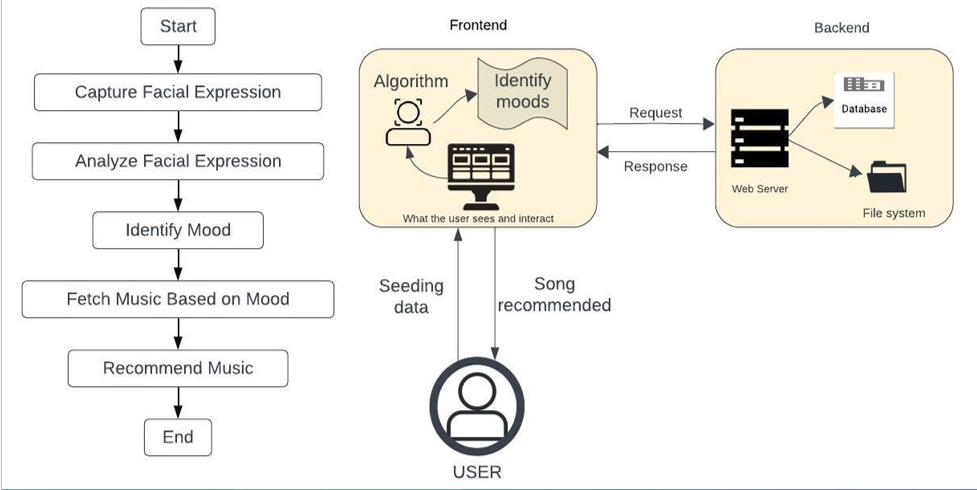 Start
Capture Facial Expression
Analyze Facial Expression
Identify Mood
Fetch Music Based on Mood
Recommend Music
End
Frontend
Algorithm
Identify
moods
What the user sees and interact
Request
Response
Backend
Database
Web Server
File system
Seeding
data
Song
recommended
USER